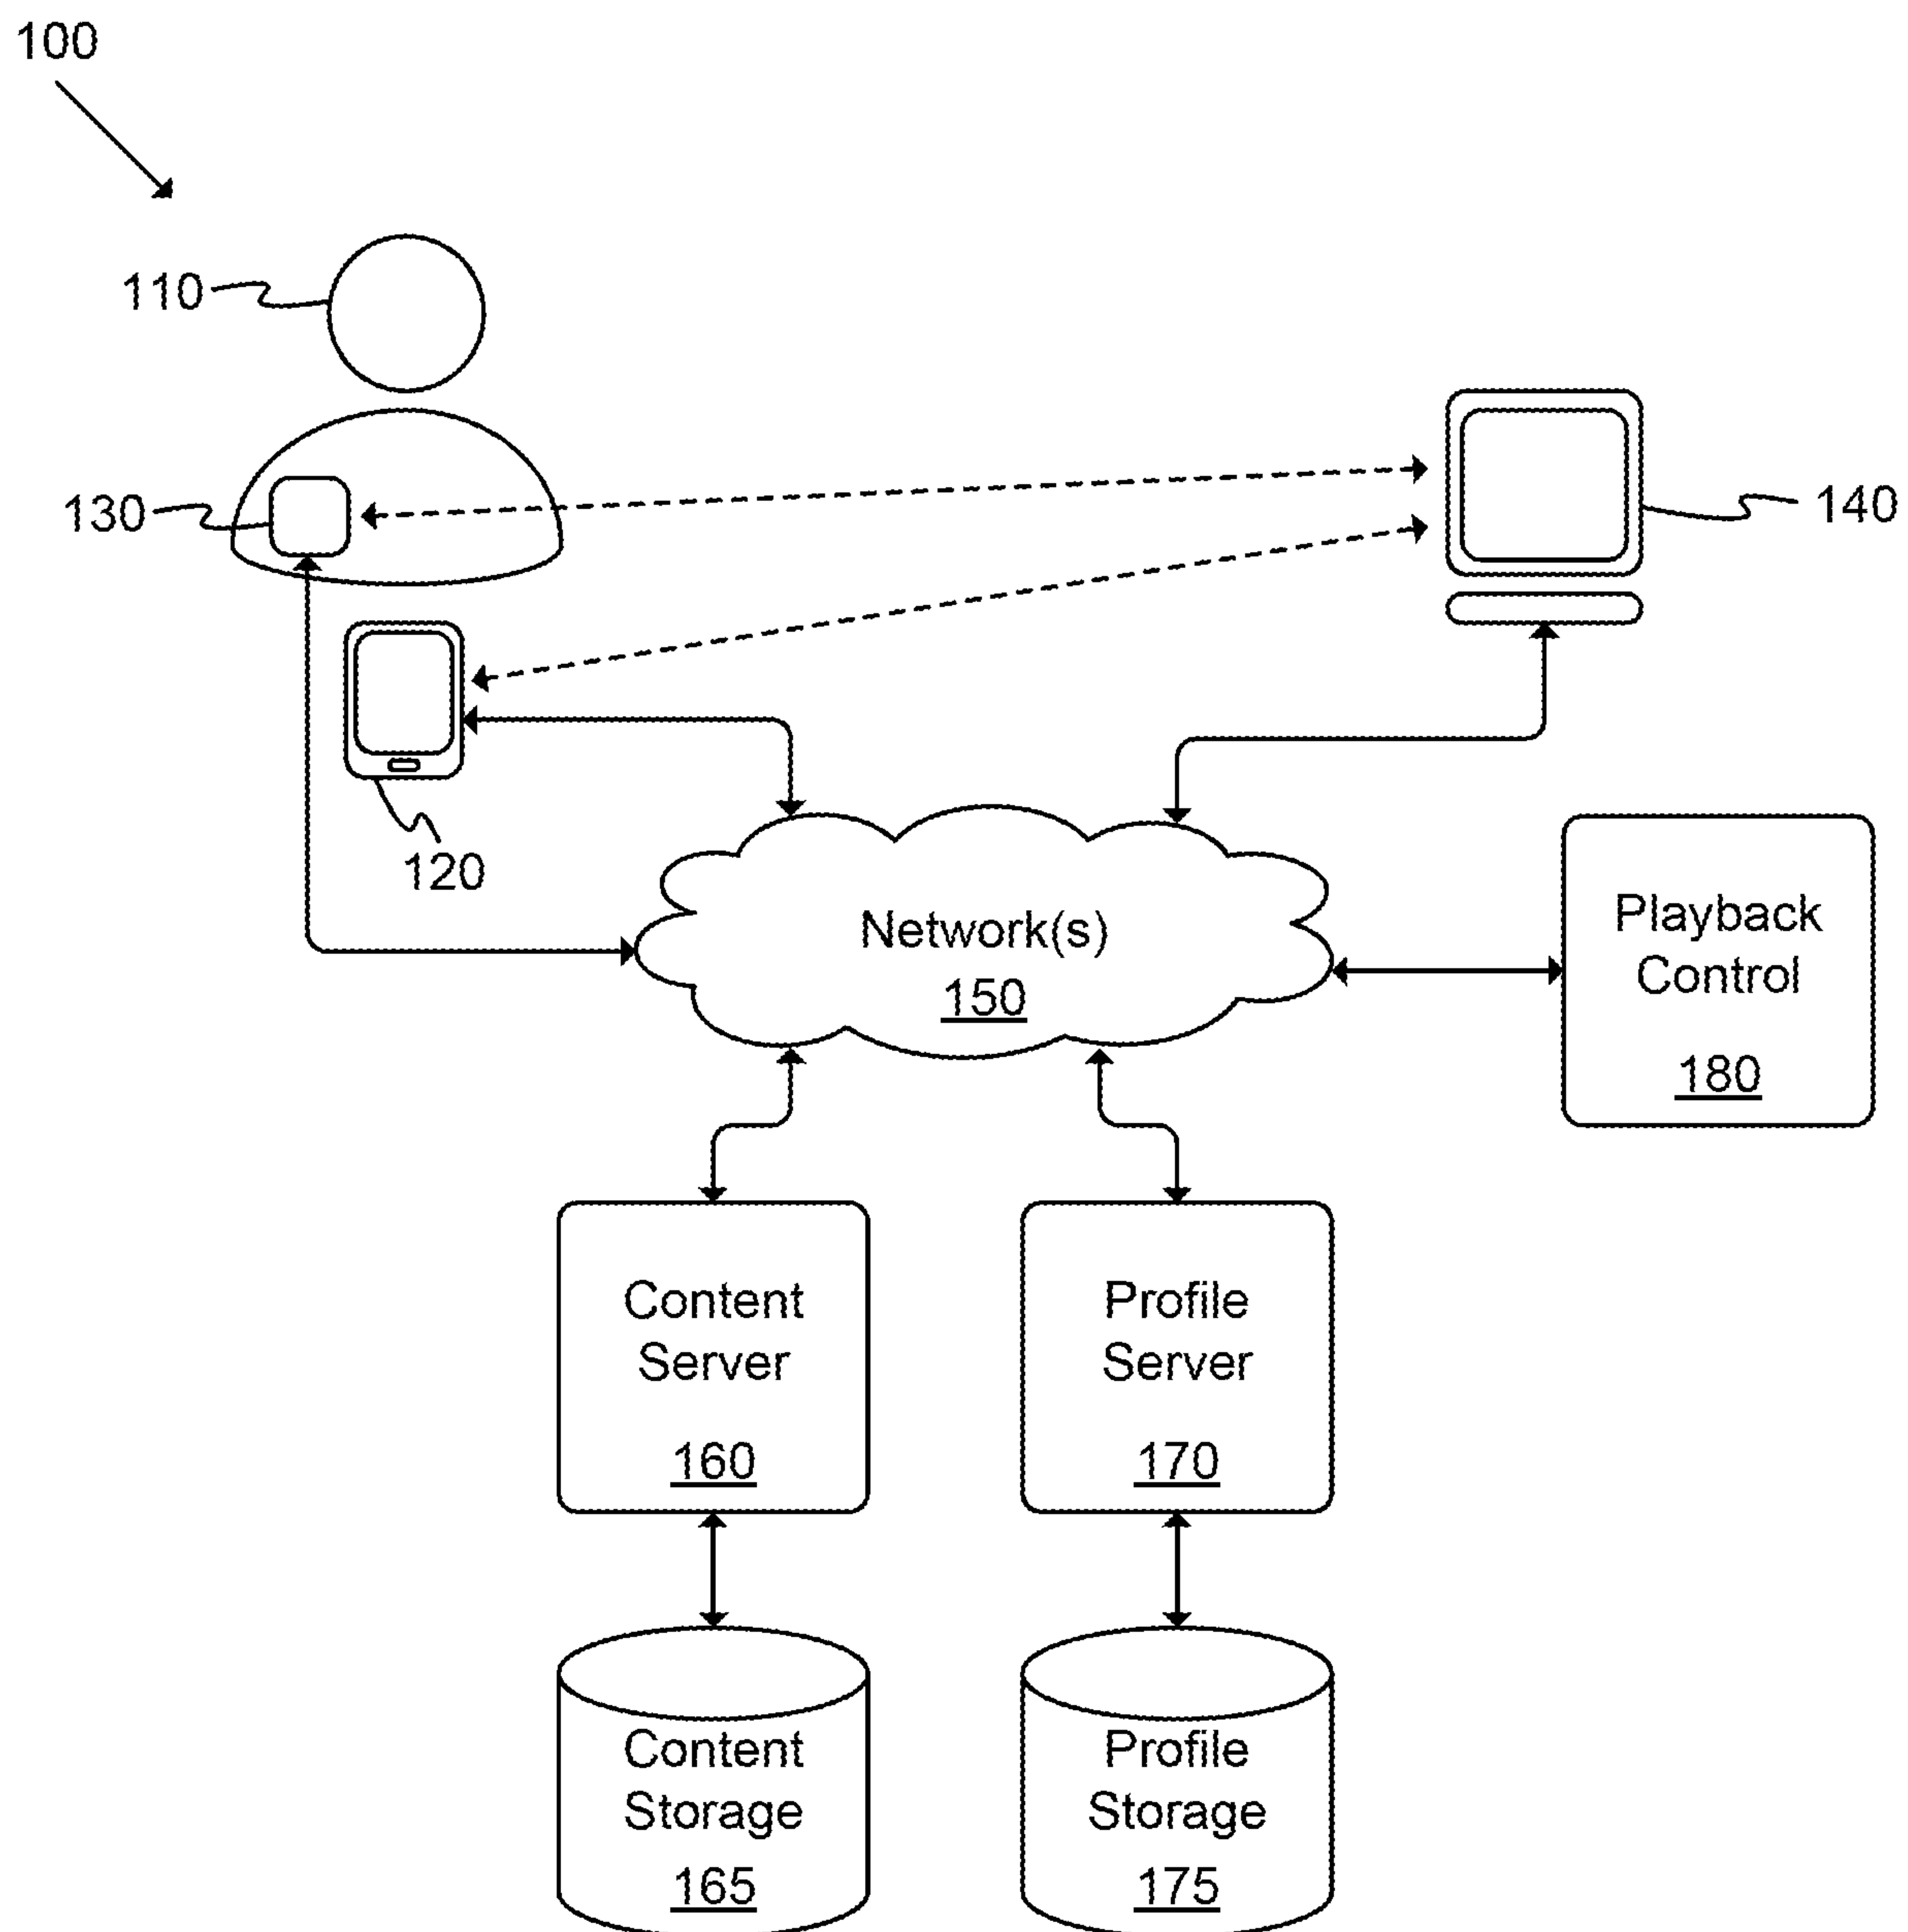 100
110
130
140
120
Network(s)
150
Playback
Control
180
Content
Server
160
Profile
Server
170
Content
Storage
165
Profile
Storage
175